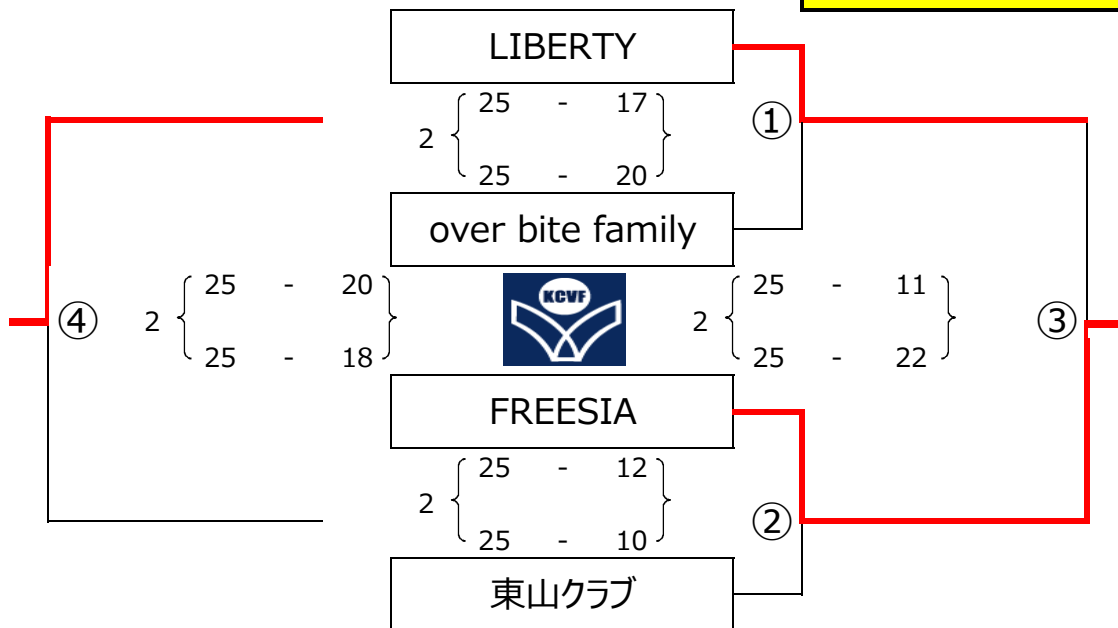 LIBERTY
25 - 17
2
①
25 - 20
over bite family
25 - 20
④
2
25 - 18
KCVF
25 - 11
2
③
25 - 22
FREESIA
25 - 12
2
②
25 - 10
東山クラブ